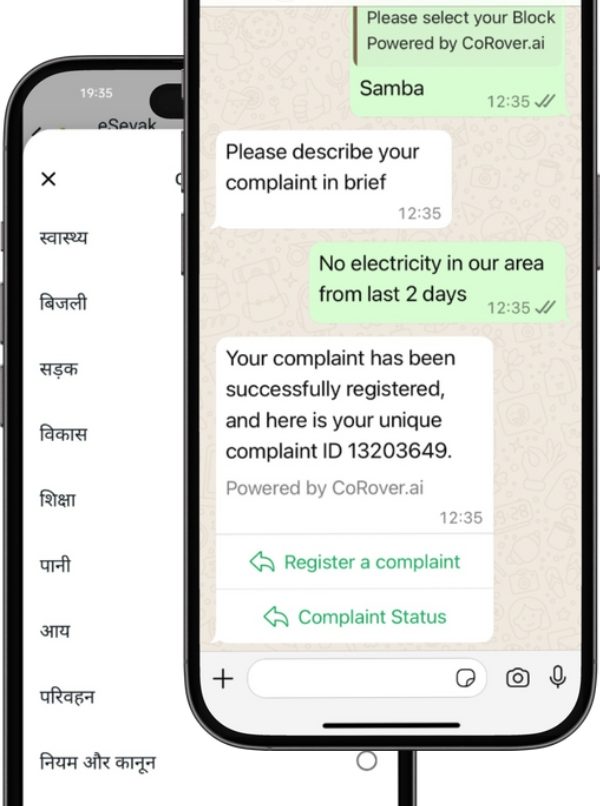 19:35
eSevak
स्वास्थ्य
बिजली
सड़क
विकास
शिक्षा
पानी
आय
परिवहन
नियम और कानून
Please select your Block
Powered by CoRover.ai
Samba
12:35
Please describe your
complaint in brief
12:35
No electricity in our area
from last 2 days
12:35
Your complaint has been
successfully registered,
and here is your unique
complaint ID 13203649.
Powered by CoRover.ai
12:35
Register a complaint
Complaint Status